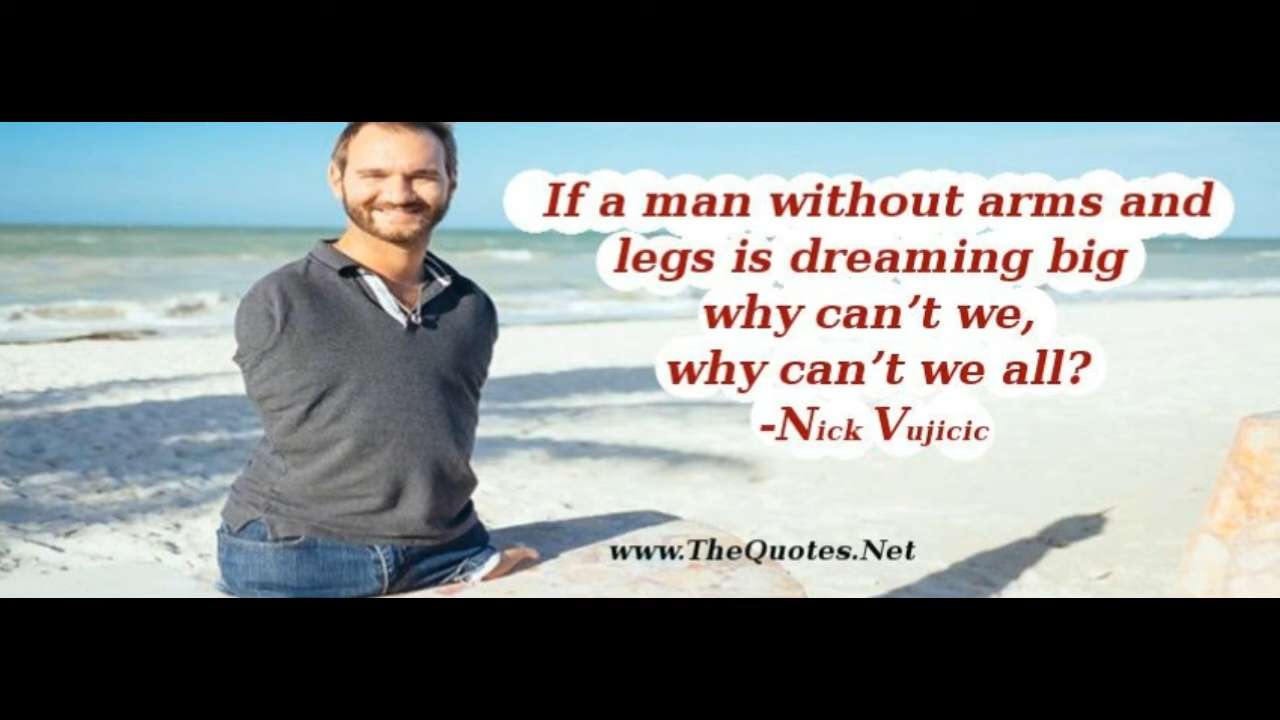 If a man without arms and
legs is dreaming big
why can’t we,
why can’t we all?
-Nick Vujicic
www.TheQuotes.Net